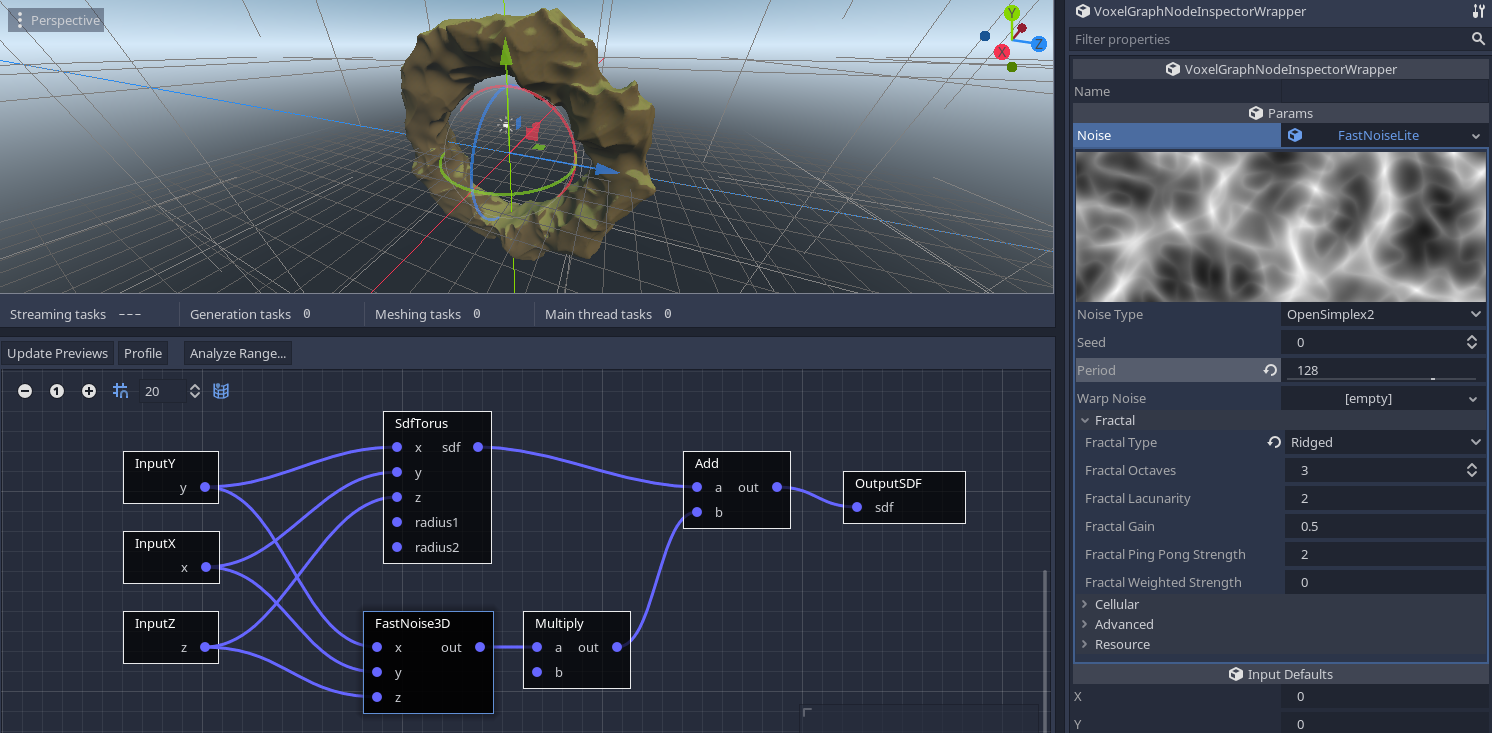 Perspective
Y
Z
X
Streaming tasks ---
Generation tasks 0
Meshing tasks 0
Main thread tasks 0
Update Previews
Profile
Analyze Range...
1
20
SdfTorus
x sdf
y
z
radius1
radius2
InputY
y
InputX
x
InputZ
z
FastNoise3D
x out
y
z
Multiply
a out
b
Add
a out
b
OutputSDF
sdf
VoxelGraphNodeInspectorWrapper
Filter properties
VoxelGraphNodeInspectorWrapper
Name
Params
Noise FastNoiseLite
Noise Type OpenSimplex2
Seed 0
Period 128
Warp Noise [empty]
Fractal
Fractal Type Ridged
Fractal Octaves 3
Fractal Lacunarity 2
Fractal Gain 0.5
Fractal Ping Pong Strength 2
Fractal Weighted Strength 0
Cellular
Advanced
Resource
Input Defaults
X 0
Y 0